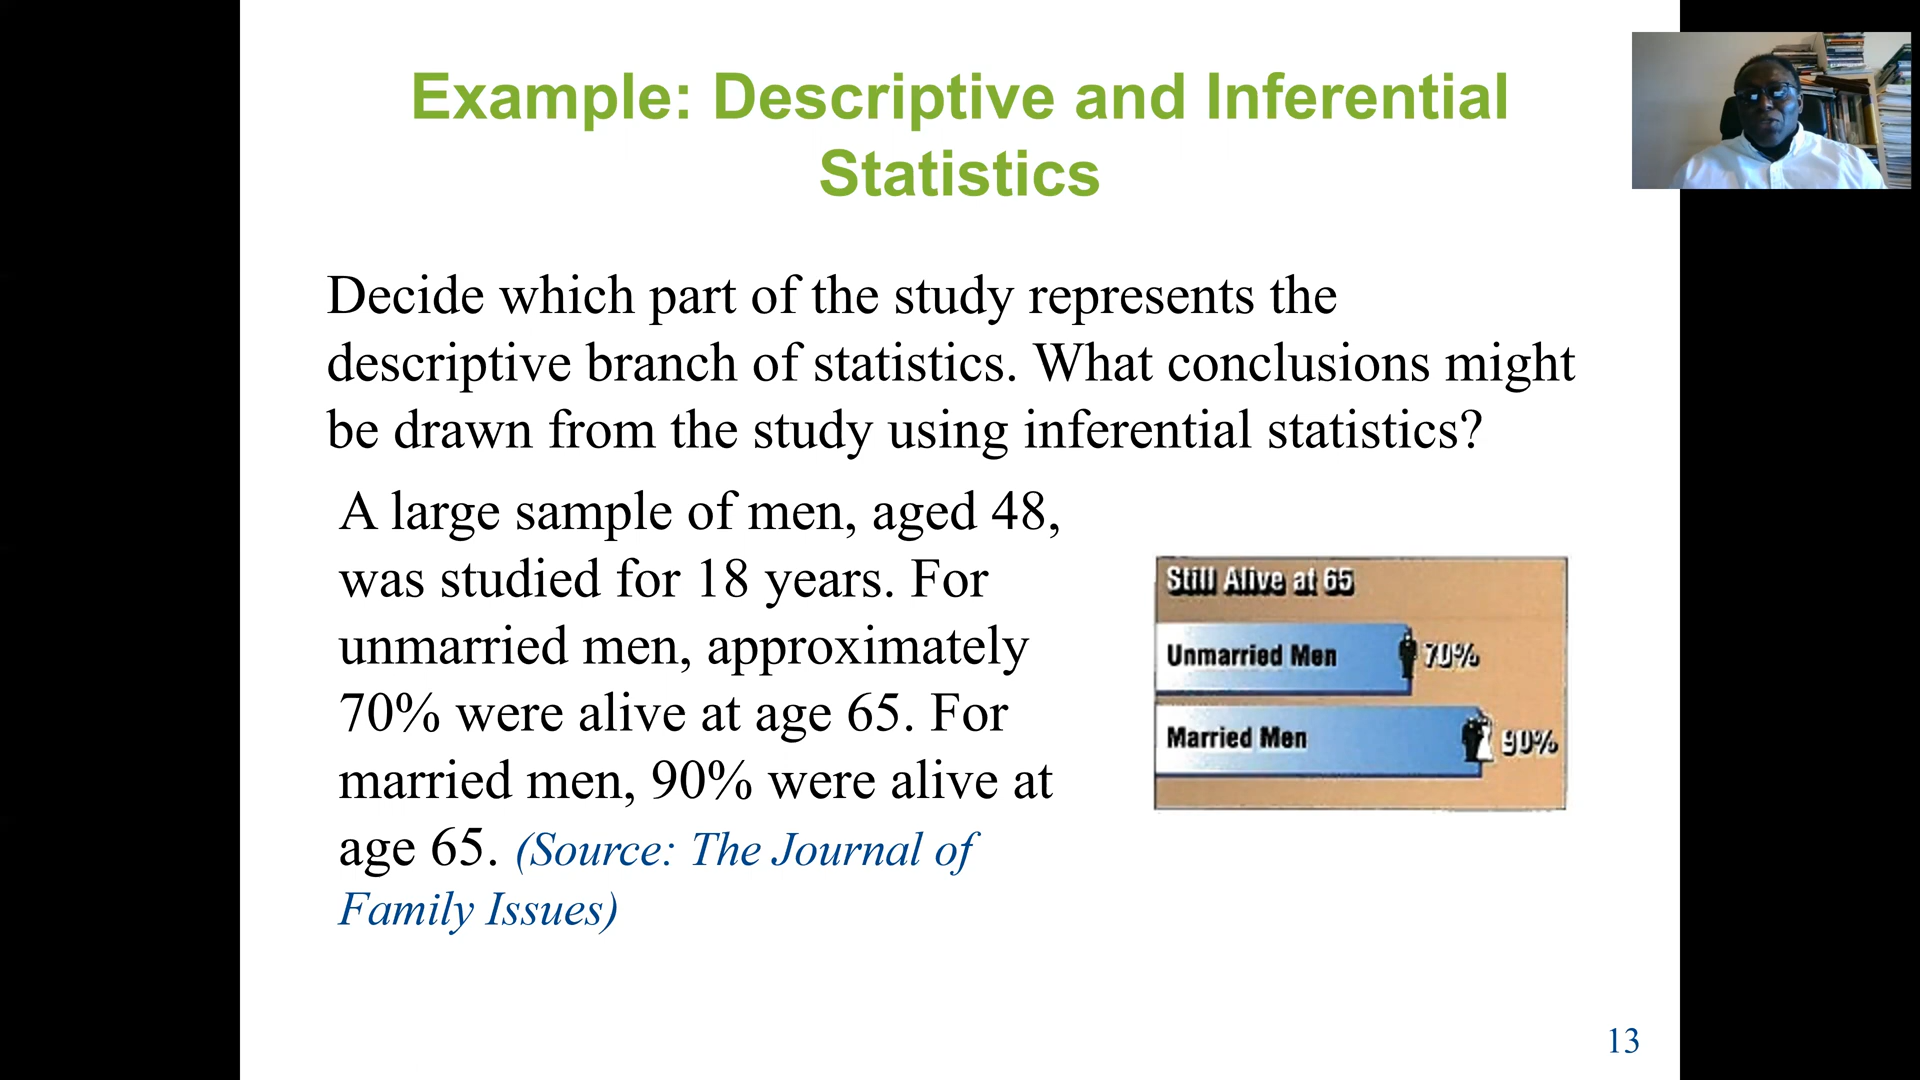 Example: Descriptive and Inferential
Statistics
Decide which part of the study represents the
descriptive branch of statistics. What conclusions might
be drawn from the study using inferential statistics?
A large sample of men, aged 48,
was studied for 18 years. For
unmarried men, approximately
70% were alive at age 65. For
married men, 90% were alive at
age 65. (Source: The Journal of
Family Issues)
Still Alive at 65
Unmarried Men 70%
Married Men 90%
13